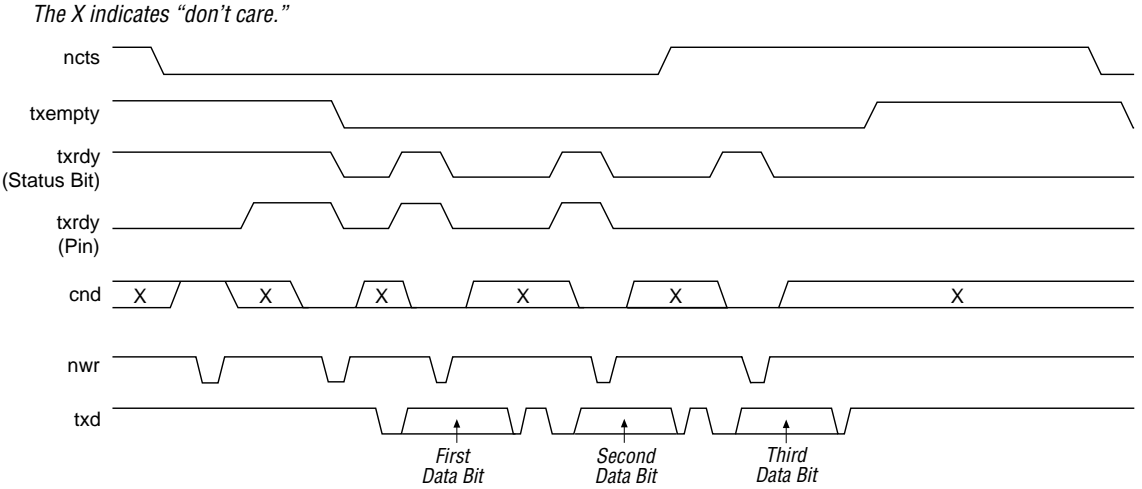 The X indicates “don’t care.”
ncts
txempty
txrdy
(Status Bit)
txrdy
(Pin)
cnd X X X X X X
nwr
txd
First
Data Bit
Second
Data Bit
Third
Data Bit